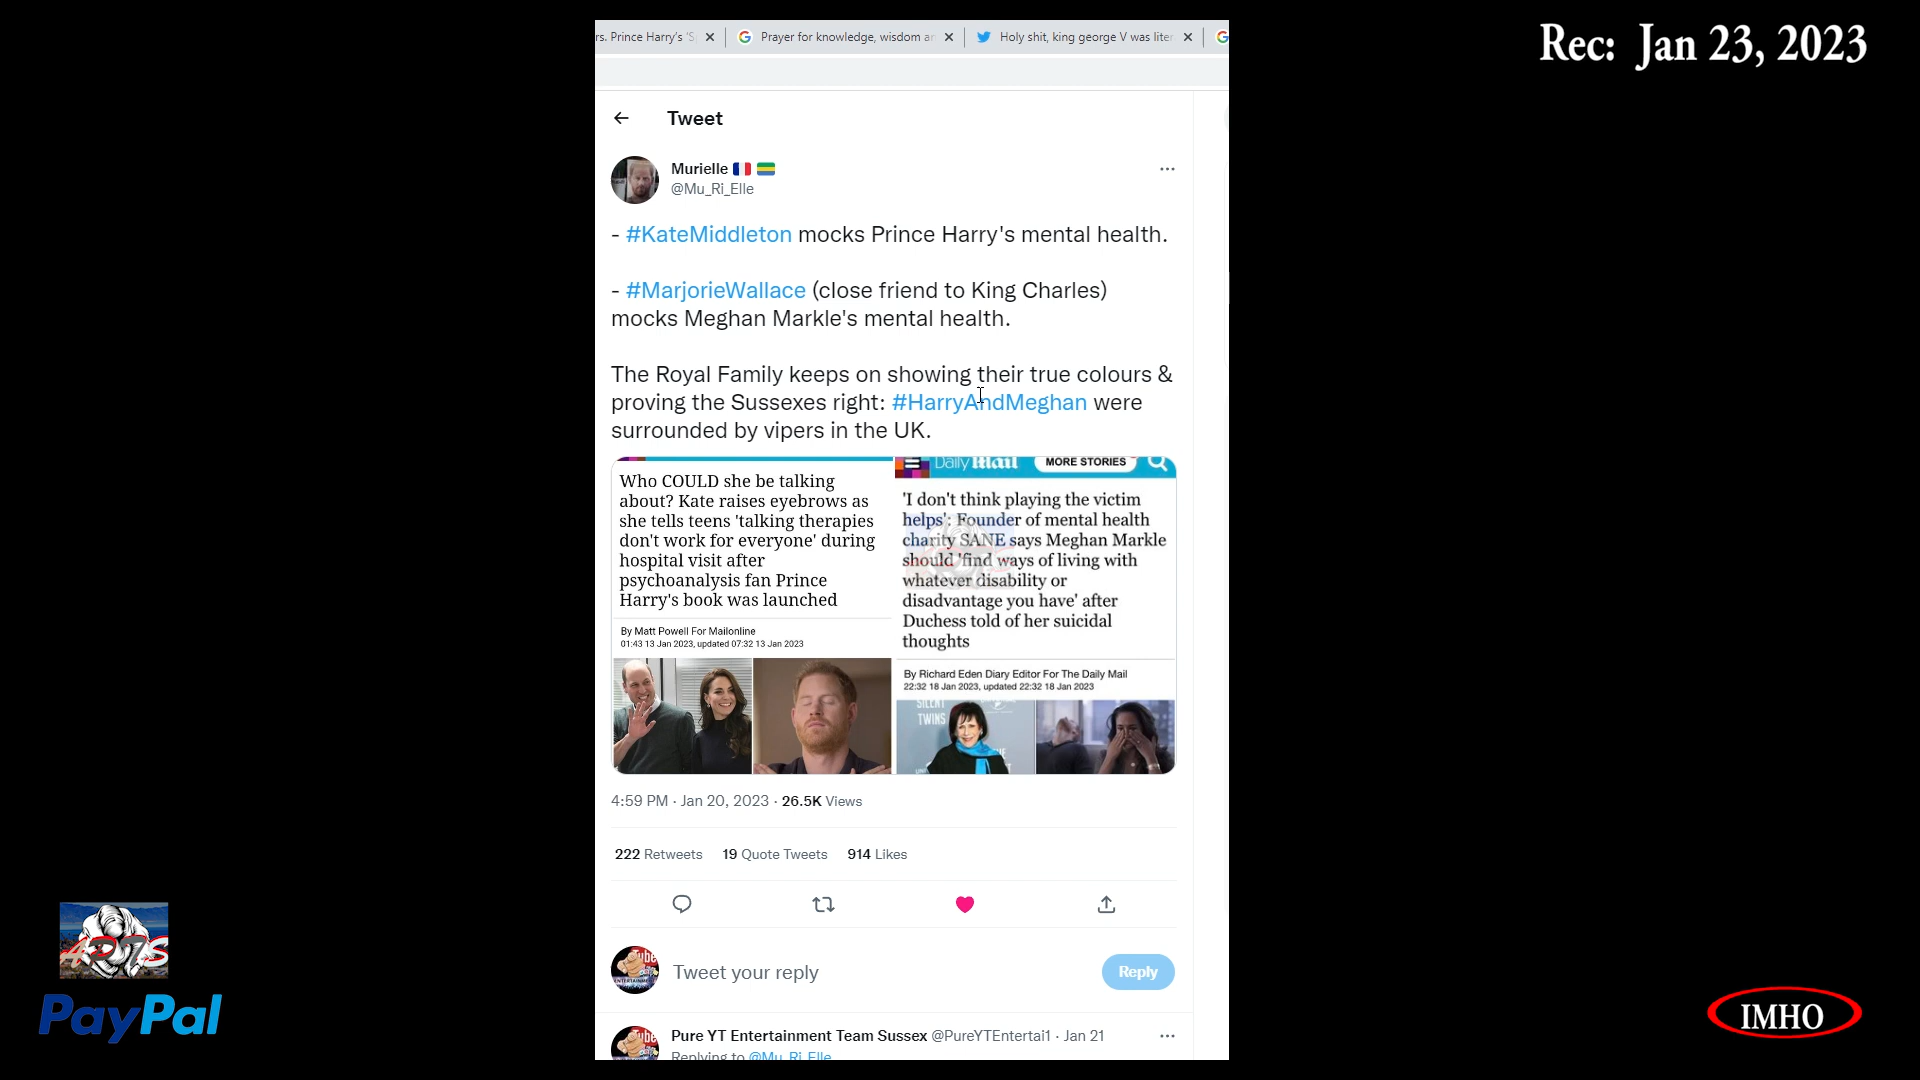 Rec: Jan 23, 2023
rs. Prince Harry's 'S
Prayer for knowledge, wisdom an
Holy shit, king george V was liter
Tweet
Murielle
@Mu_Ri_Elle
- #KateMiddleton mocks Prince Harry's mental health.
- #MarjorieWallace (close friend to King Charles)
mocks Meghan Markle's mental health.
The Royal Family keeps on showing their true colours &
proving the Sussexes right: #HarryAndMeghan were
surrounded by vipers in the UK.
Who COULD she be talking
about? Kate raises eyebrows as
she tells teens 'talking therapies
don't work for everyone' during
hospital visit after
psychoanalysis fan Prince
Harry's book was launched
By Matt Powell For Mailonline
01:43 13 Jan 2023, updated 07:32 13 Jan 2023
Daily Mail MORE STORIES
'I don't think playing the victim
helps': Founder of mental health
charity SANE says Meghan Markle
should 'find ways of living with
whatever disability or
disadvantage you have' after
Duchess told of her suicidal
thoughts
By Richard Eden Diary Editor For The Daily Mail
22:32 18 Jan 2023, updated 22:32 18 Jan 2023
SILENT
TWINS
4:59 PM · Jan 20, 2023 · 26.5K Views
222 Retweets 19 Quote Tweets 914 Likes
Tweet your reply
Reply
Pure YT Entertainment Team Sussex @PureYTEntertai1 · Jan 21
Replying to @Mu_Ri_Elle
PayPal
IMHO